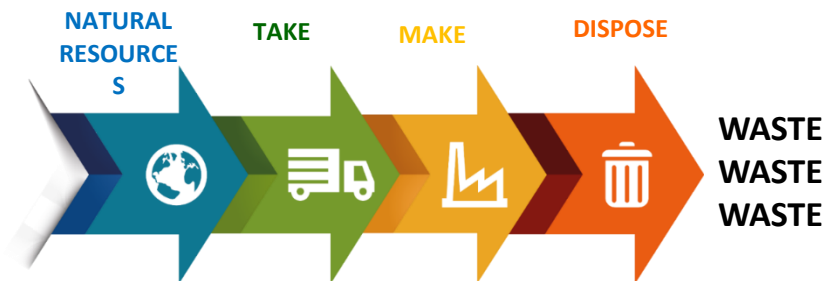 NATURAL
RESOURCE
S
TAKE
MAKE
DISPOSE
WASTE
WASTE
WASTE